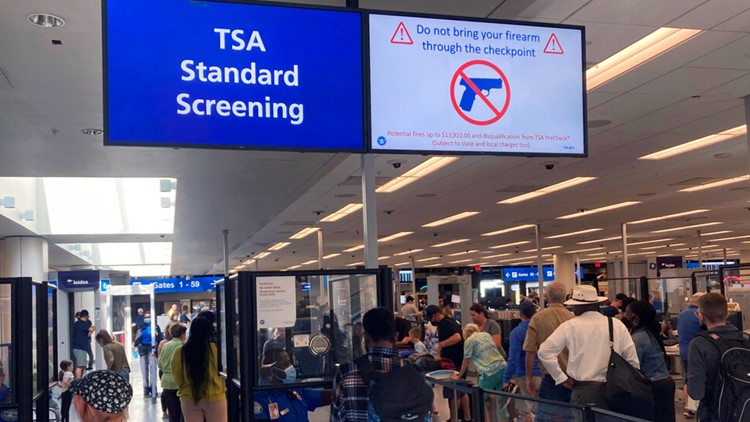 TSA
Standard
Screening
Do not bring your firearm
through the checkpoint
Potential fines up to $13,910.00 and disqualification from TSA PreCheck®
(Subject to state and local charges too)
Gates 1 - 59